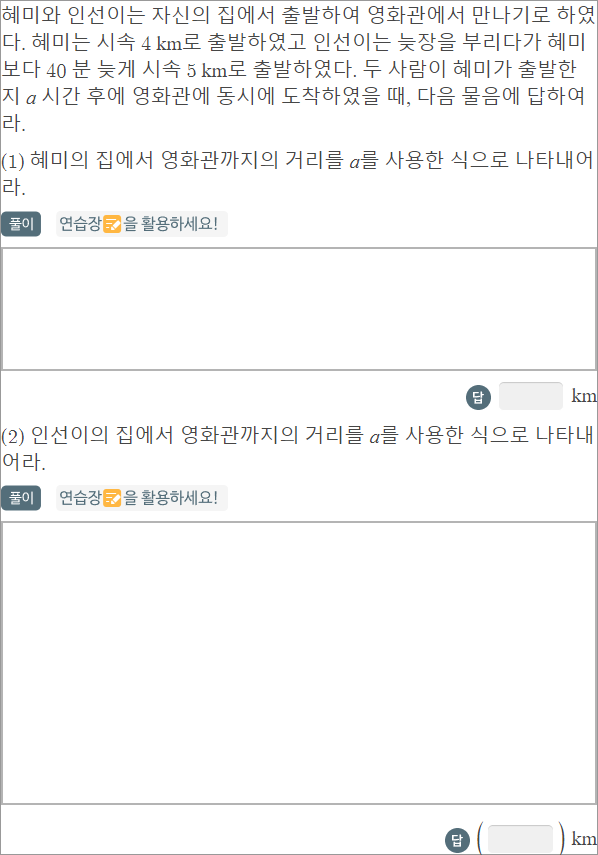 혜미와 인선이는 자신의 집에서 출발하여 영화관에서 만나기로 하였
다. 혜미는 시속 4 km로 출발하였고 인선이는 늦장을 부리다가 혜미
보다 40 분 늦게 시속 5 km로 출발하였다. 두 사람이 혜미가 출발한
지 a 시간 후에 영화관에 동시에 도착하였을 때, 다음 물음에 답하여
라.
(1) 혜미의 집에서 영화관까지의 거리를 a를 사용한 식으로 나타내어
라.
풀이 연습장을 활용하세요!
답 km
(2) 인선이의 집에서 영화관까지의 거리를 a를 사용한 식으로 나타내
어라.
풀이 연습장을 활용하세요!
답 ( ) km